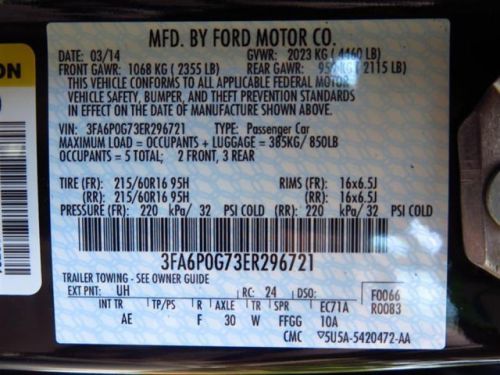 MFD. BY FORD MOTOR CO.
DATE: 03/14 GVWR: 2023 KG ( 4460 LB)
FRONT GAWR: 1068 KG ( 2355 LB) REAR GAWR: KG ( 2115 LB)
THIS VEHICLE CONFORMS TO ALL APPLICABLE FEDERAL MOTOR
VEHICLE SAFETY, BUMPER, AND THEFT PREVENTION STANDARDS
IN EFFECT ON THE DATE OF MANUFACTURE SHOWN ABOVE.
VIN: 3FA6P0G73ER296721 TYPE: Passenger Car
MAXIMUM LOAD = OCCUPANTS + LUGGAGE = 385KG/ 850LB
OCCUPANTS = 5 TOTAL; 2 FRONT, 3 REAR
TIRE (FR): 215/60R16 95H RIMS (FR): 16x6.5J
(RR): 215/60R16 95H (RR): 16x6.5J
PRESSURE (FR): 220 kPa/ 32 PSI COLD (RR): 220 kPa/ 32 PSI COLD
3FA6P0G73ER296721
TRAILER TOWING - SEE OWNER GUIDE
EXT PNT: UH RC: 24 DSO: F0066
R0083
INT TR TP/PS R AXLE TR SPR EC71A
AE F 30 W FFGG 10A
CMC 5U5A-5420472-AA
ON